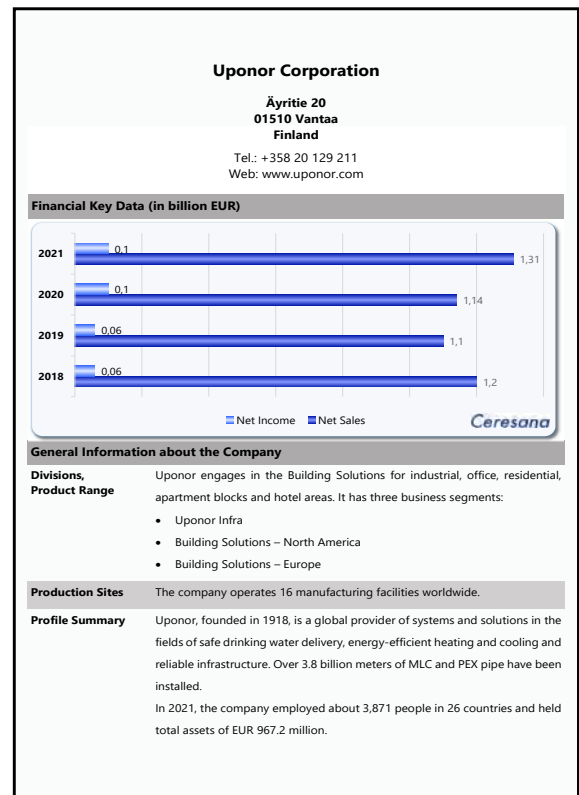 Uponor Corporation
Äyritie 20
01510 Vantaa
Finland
Tel.: +358 20 129 211
Web: www.uponor.com
Financial Key Data (in billion EUR)
2021
0,1
1,31
2020
0,1
1,14
2019
0,06
1,1
2018
0,06
1,2
Net Income Net Sales
Ceresana
General Information about the Company
Divisions,
Product Range
Uponor engages in the Building Solutions for industrial, office, residential,
apartment blocks and hotel areas. It has three business segments:
• Uponor Infra
• Building Solutions – North America
• Building Solutions – Europe
Production Sites
The company operates 16 manufacturing facilities worldwide.
Profile Summary
Uponor, founded in 1918, is a global provider of systems and solutions in the
fields of safe drinking water delivery, energy-efficient heating and cooling and
reliable infrastructure. Over 3.8 billion meters of MLC and PEX pipe have been
installed.
In 2021, the company employed about 3,871 people in 26 countries and held
total assets of EUR 967.2 million.